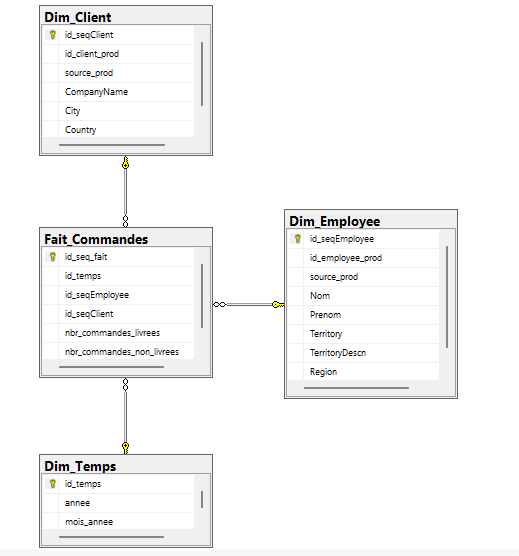 Dim_Client
id_seqClient
id_client_prod
source_prod
CompanyName
City
Country
Fait_Commandes
id_seq_fait
id_temps
id_seqEmployee
id_seqClient
nbr_commandes_livrees
nbr_commandes_non_livrees
Dim_Employee
id_seqEmployee
id_employee_prod
source_prod
Nom
Prenom
Territory
TerritoryDescn
Region
Dim_Temps
id_temps
annee
mois_annee